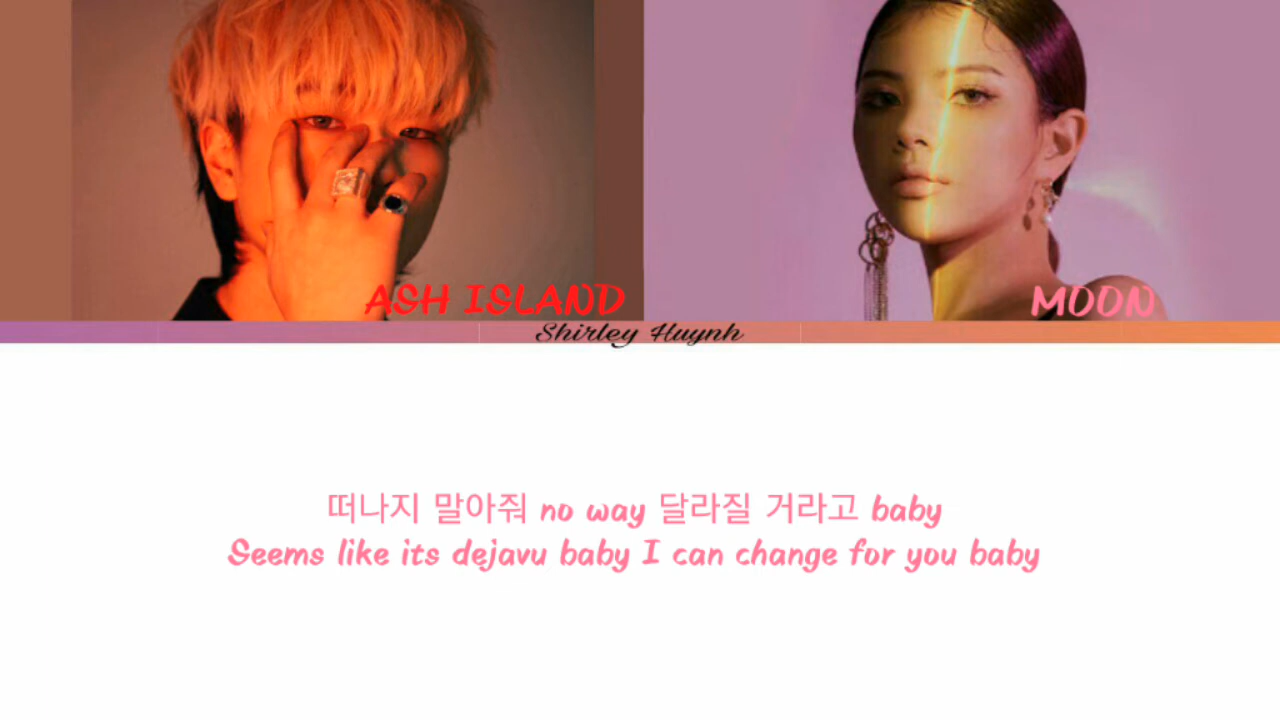 ASH ISLAND
MOON
Shirley Huynh
떠나지 말아줘 no way 달라질 거라고 baby
Seems like its dejavu baby I can change for you baby